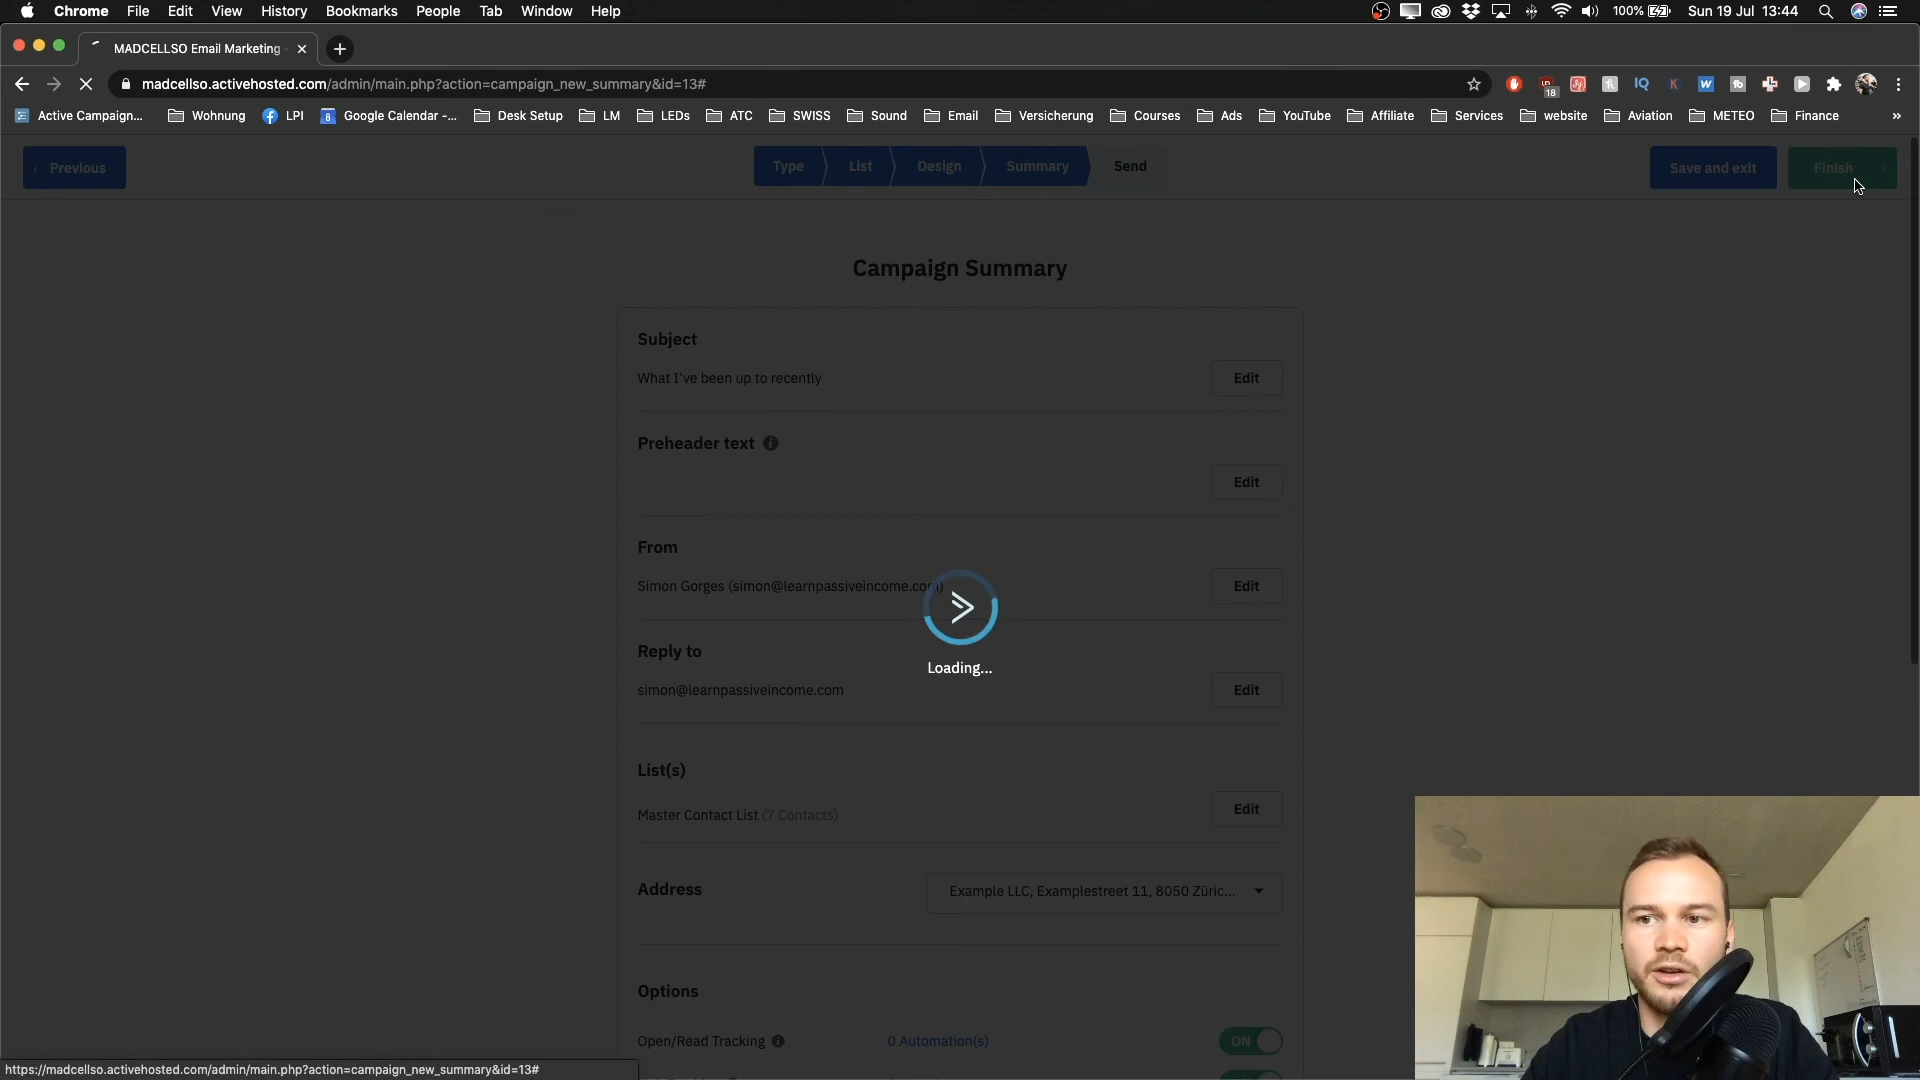 Chrome File Edit View History Bookmarks People Tab Window Help 100% Sun 19 Jul 13:44
MADCELLSO Email Marketing
madcellso.activehosted.com/admin/main.php?action=campaign_new_summary&id=13#
18
Active Campaign... Wohnung LPI Google Calendar -... Desk Setup LM LEDs ATC SWISS Sound Email Versicherung Courses Ads YouTube Affiliate Services website Aviation METEO Finance »
Previous Type List Design Summary Send Save and exit Finish
Campaign Summary
Subject
What I've been up to recently Edit
Preheader text
Edit
From
Simon Gorges (simon@learnpassiveincome.com) Edit
Loading...
Reply to
simon@learnpassiveincome.com Edit
List(s)
Master Contact List (7 Contacts) Edit
Address Example LLC, Examplestreet 11, 8050 Züric...
Options
Open/Read Tracking 0 Automation(s) ON
https://madcellso.activehosted.com/admin/main.php?action=campaign_new_summary&id=13#